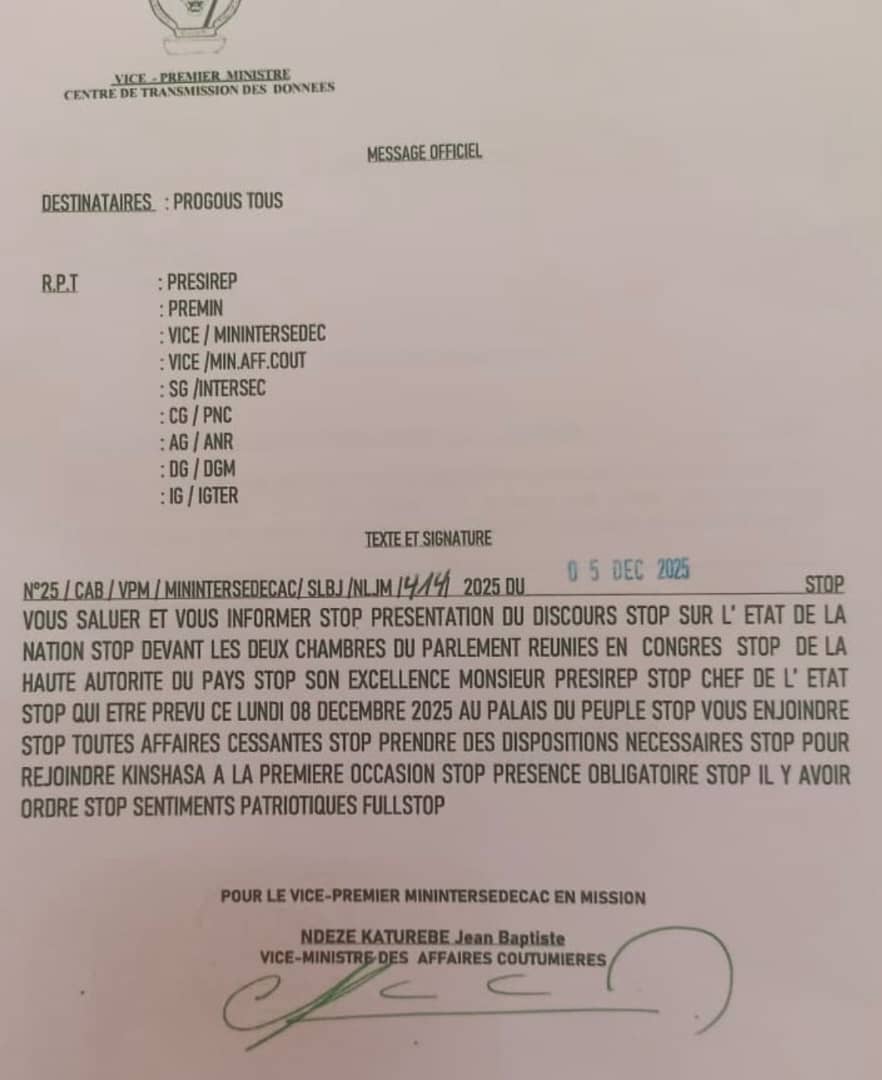 VICE - PREMIER MINISTRE
CENTRE DE TRANSMISSION DES DONNEES
MESSAGE OFFICIEL
DESTINATAIRES : PROGOUS TOUS
R.P.T : PRESIREP
: PREMIN
: VICE / MININTERSEDEC
: VICE /MIN.AFF.COUT
: SG /INTERSEC
: CG / PNC
: AG / ANR
: DG / DGM
: IG / IGTER
TEXTE ET SIGNATURE
N°25 / CAB / VPM / MININTERSEDECAC/ SLBJ /NLJM /1414/ 2025 DU 05 DEC 2025 STOP
VOUS SALUER ET VOUS INFORMER STOP PRESENTATION DU DISCOURS STOP SUR L' ETAT DE LA
NATION STOP DEVANT LES DEUX CHAMBRES DU PARLEMENT REUNIES EN CONGRES STOP DE LA
HAUTE AUTORITE DU PAYS STOP SON EXCELLENCE MONSIEUR PRESIREP STOP CHEF DE L' ETAT
STOP QUI ETRE PREVU CE LUNDI 08 DECEMBRE 2025 AU PALAIS DU PEUPLE STOP VOUS ENJOINDRE
STOP TOUTES AFFAIRES CESSANTES STOP PRENDRE DES DISPOSITIONS NECESSAIRES STOP POUR
REJOINDRE KINSHASA A LA PREMIERE OCCASION STOP PRESENCE OBLIGATOIRE STOP IL Y AVOIR
ORDRE STOP SENTIMENTS PATRIOTIQUES FULLSTOP
POUR LE VICE-PREMIER MININTERSEDECAC EN MISSION
NDEZE KATUREBE Jean Baptiste
VICE-MINISTRE DES AFFAIRES COUTUMIERES